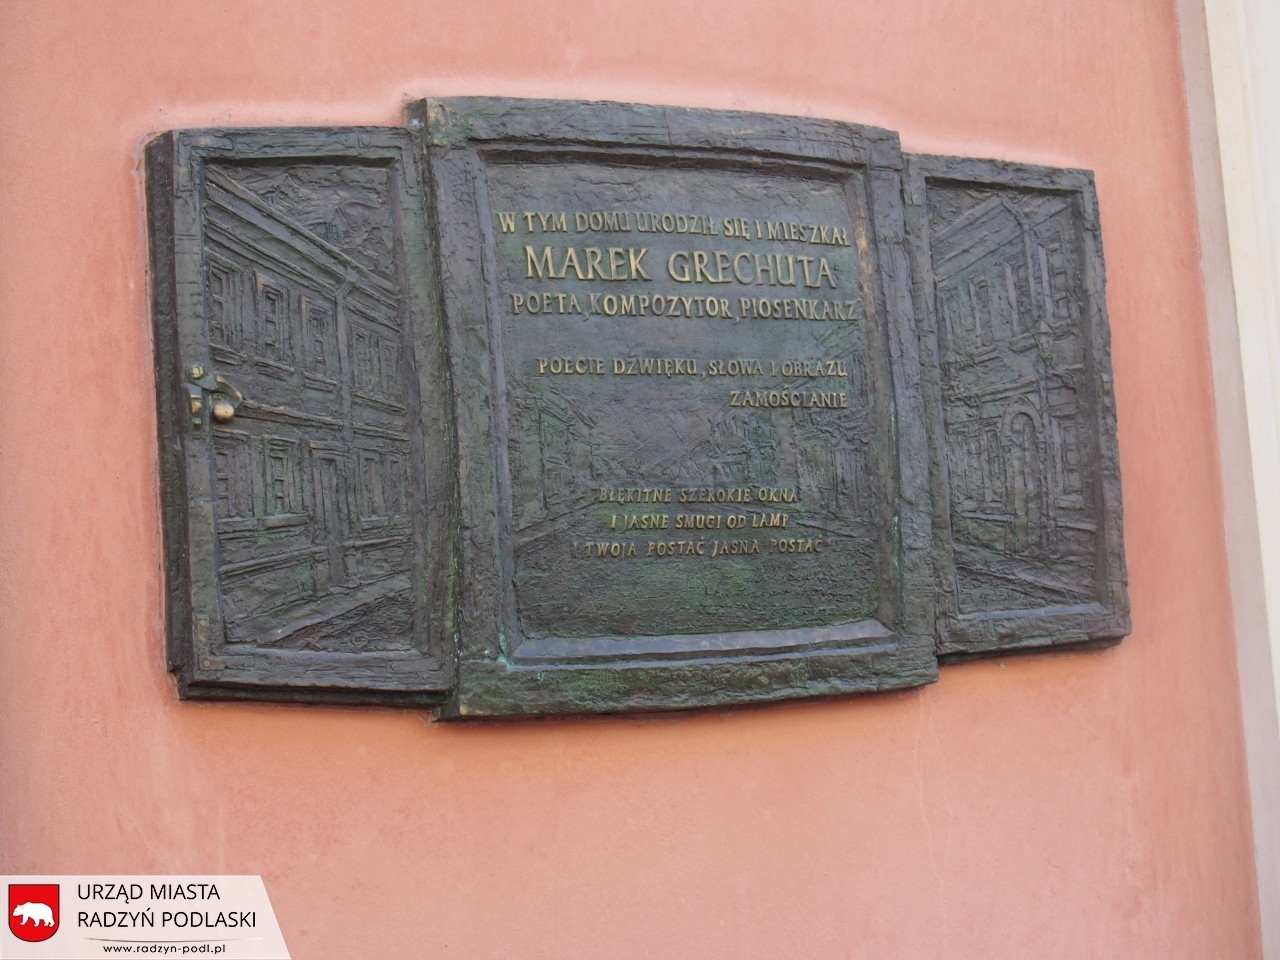 W TYM DOMU URODZIŁ SIĘ I MIESZKAŁ
MAREK GRECHUTA
POETA, KOMPOZYTOR, PIOSENKARZ
POECIE DŹWIĘKU, SŁOWA I OBRAZU
ZAMOŚCIANIE
BŁĘKITNE SZEROKIE OKNA
I JASNE SMUGI OD LAMP
I TWOJA POSTAĆ JASNA POSTAĆ
URZĄD MIASTA
RADZYŃ PODLASKI
www.radzyn-podl.pl